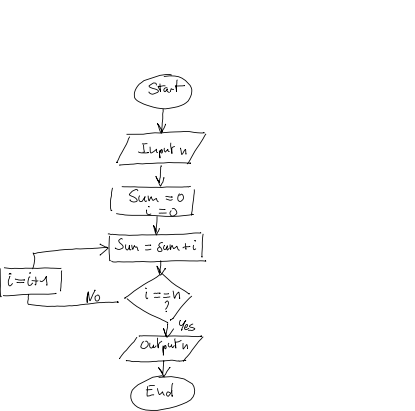 Start
Input n
Sum = 0
i = 0
Sum = sum + i
i = i + 1
No
i == n
?
Yes
Output n
End